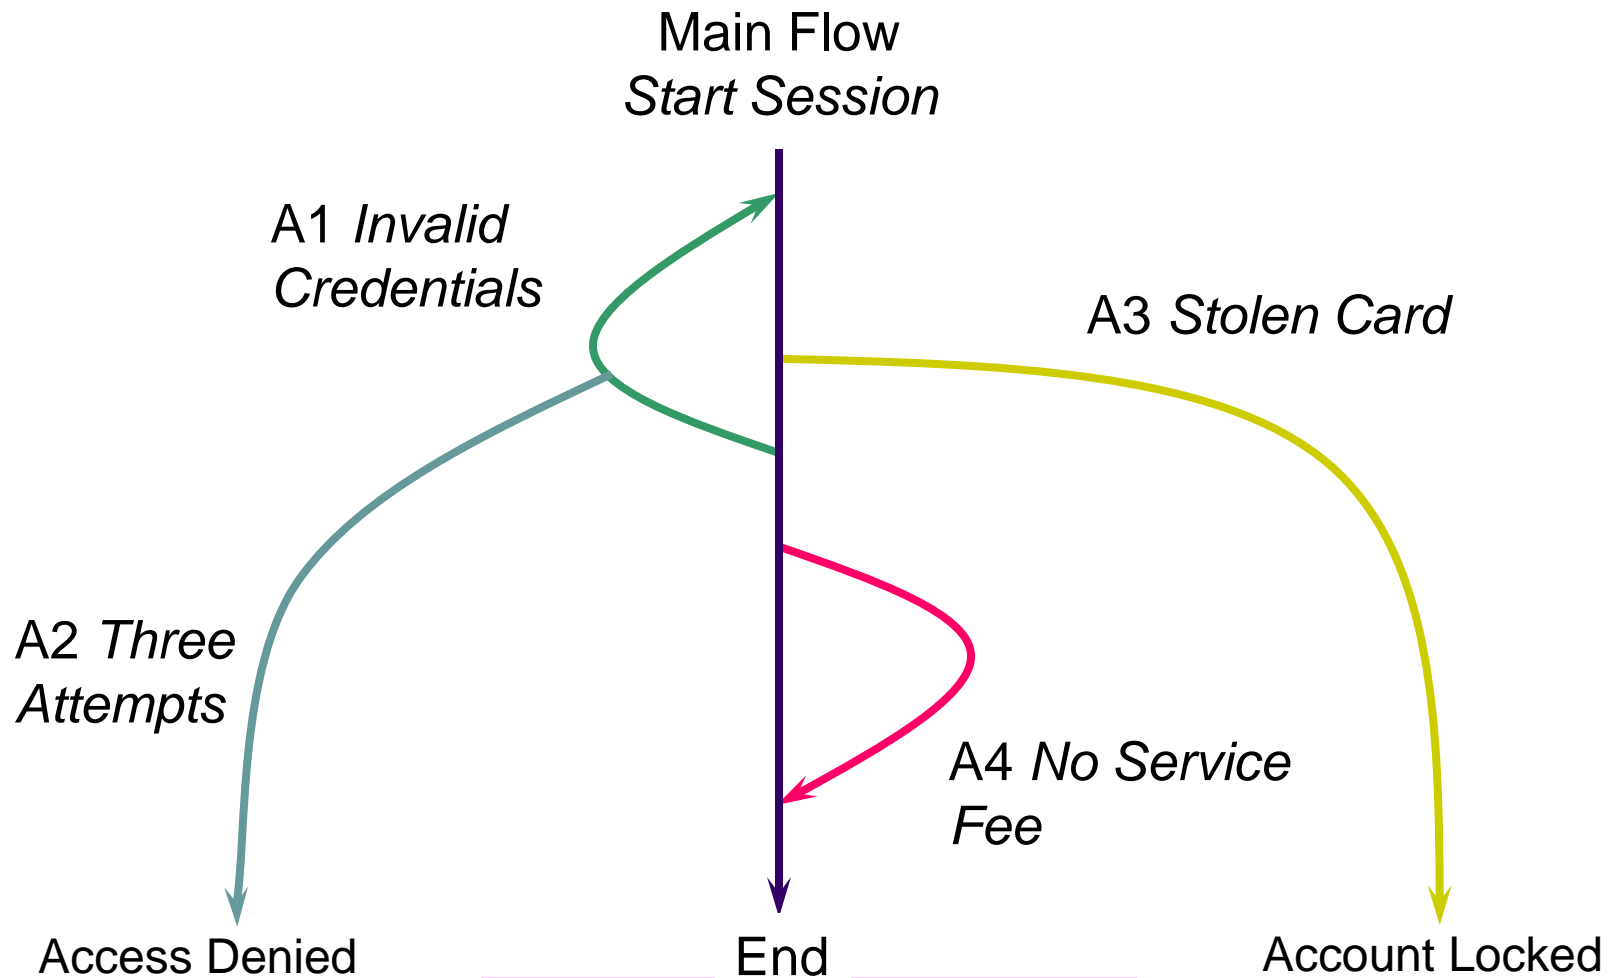 Main Flow
Start Session
A1 Invalid
Credentials
A3 Stolen Card
A2 Three
Attempts
A4 No Service
Fee
Access Denied
End
Account Locked